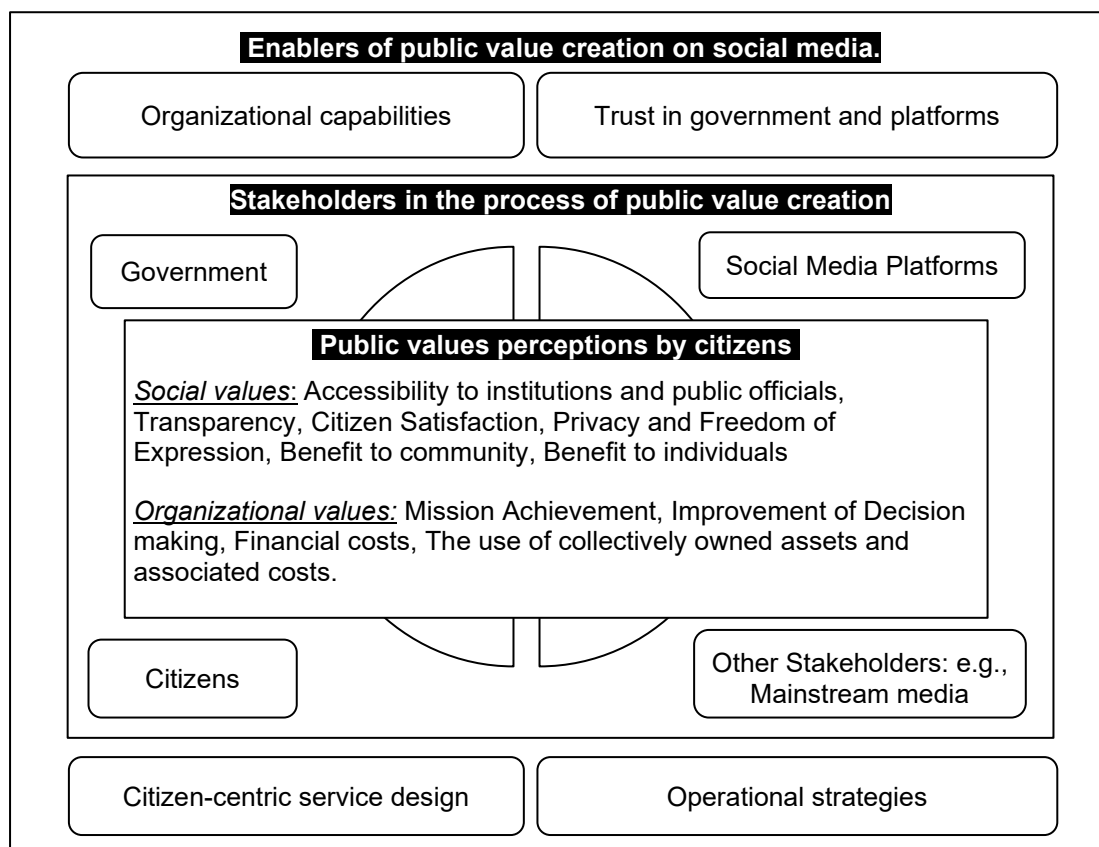 Enablers of public value creation on social media.
Organizational capabilities
Trust in government and platforms
Stakeholders in the process of public value creation
Government
Social Media Platforms
Public values perceptions by citizens
Social values: Accessibility to institutions and public officials,
Transparency, Citizen Satisfaction, Privacy and Freedom of
Expression, Benefit to community, Benefit to individuals
Organizational values: Mission Achievement, Improvement of Decision
making, Financial costs, The use of collectively owned assets and
associated costs.
Citizens
Other Stakeholders: e.g.,
Mainstream media
Citizen-centric service design
Operational strategies